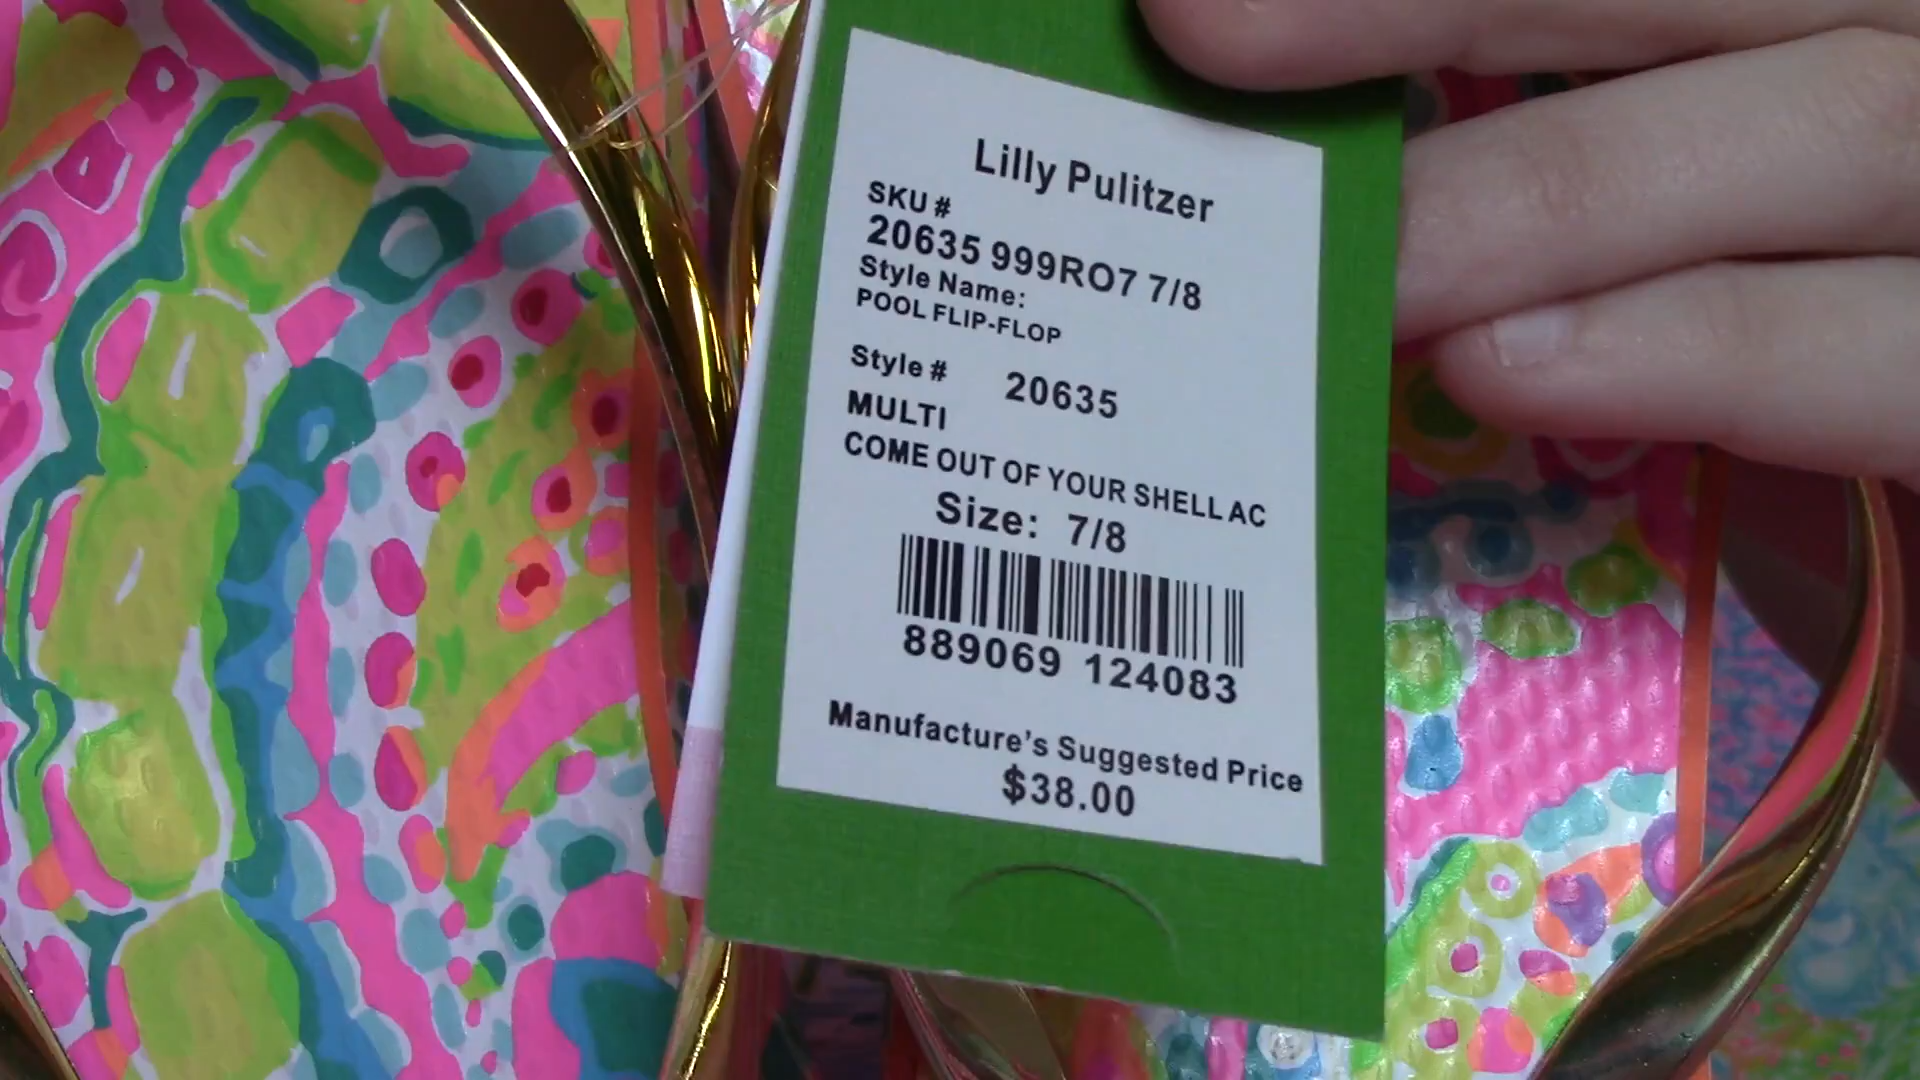 Lilly Pulitzer
SKU #
20635 999RO7 7/8
Style Name:
POOL FLIP-FLOP
Style # 20635
MULTI
COME OUT OF YOUR SHELL AC
Size: 7/8
889069 124083
Manufacture's Suggested Price
$38.00